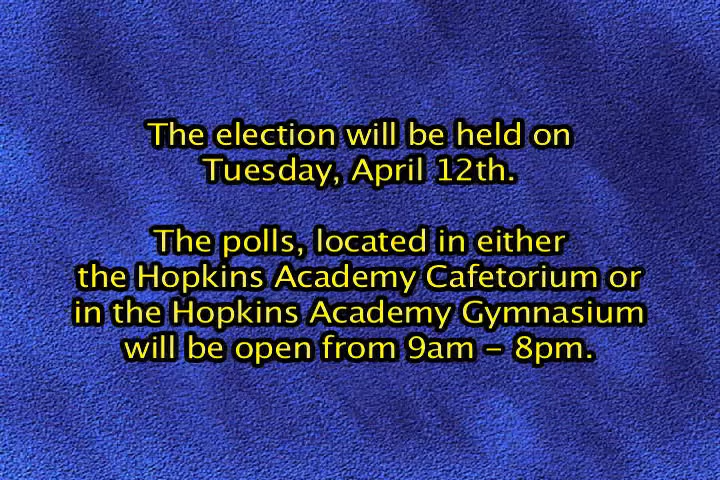 The election will be held on
Tuesday, April 12th.
The polls, located in either
the Hopkins Academy Cafetorium or
in the Hopkins Academy Gymnasium
will be open from 9am - 8pm.